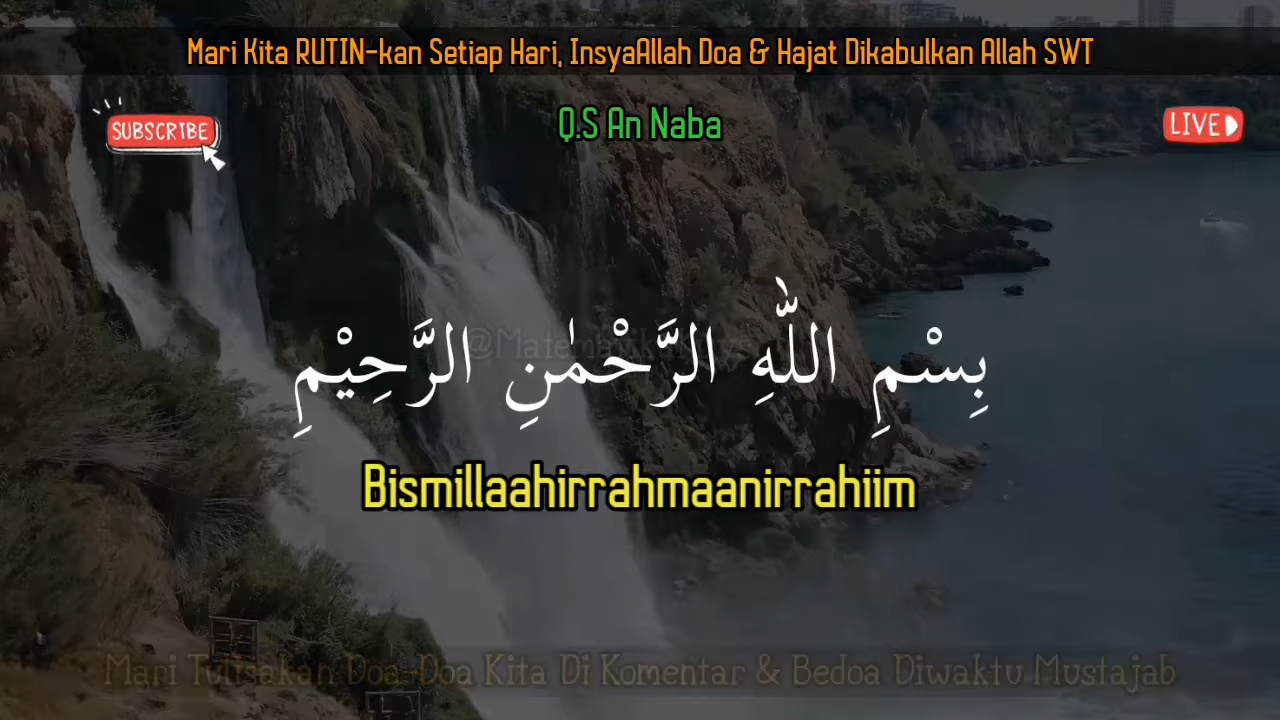 Mari Kita RUTIN-kan Setiap Hari, InsyaAllah Doa & Hajat Dikabulkan Allah SWT
SUBSCRIBE
Q.S An Naba
LIVE
بِسْمِ اللّٰهِ الرَّحْمٰنِ الرَّحِيْمِ
Bismillaahirrahmaanirrahiim
Mari Tulisakan Doa-Doa Kita Di Komentar & Bedoa Diwaktu Mustajab